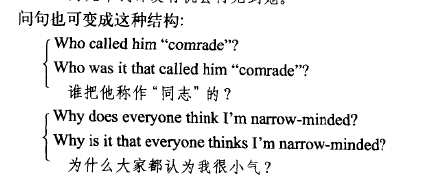 问句也可变成这种结构:
Who called him “comrade”?
Who was it that called him “comrade”?
谁把他称作“同志”的?
Why does everyone think I’m narrow-minded?
Why is it that everyone thinks I’m narrow-minded?
为什么大家都认为我很小气?